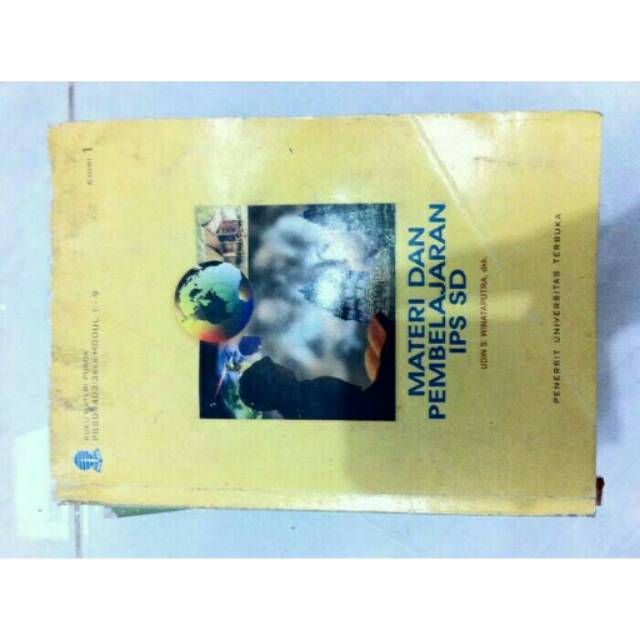 BUKU MATERI POKOK
PDGK4402/3SKS/MODUL 1 - 9
EDISI 1
MATERI DAN
PEMBELAJARAN
IPS SD
UDIN S. WINATAPUTRA, dkk.
PENERBIT UNIVERSITAS TERBUKA